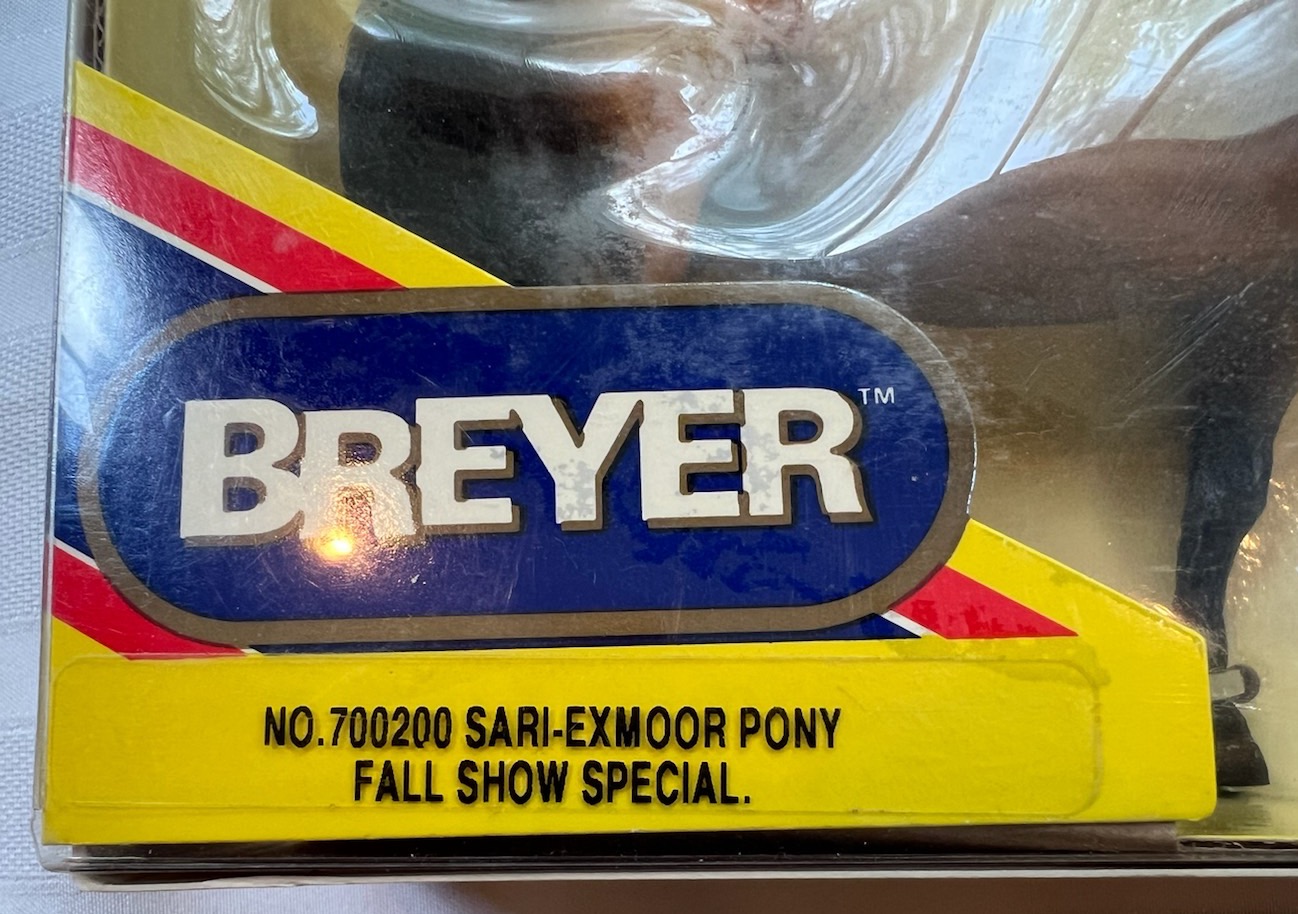 BREYER™
NO.700200 SARI-EXMOOR PONY
FALL SHOW SPECIAL.